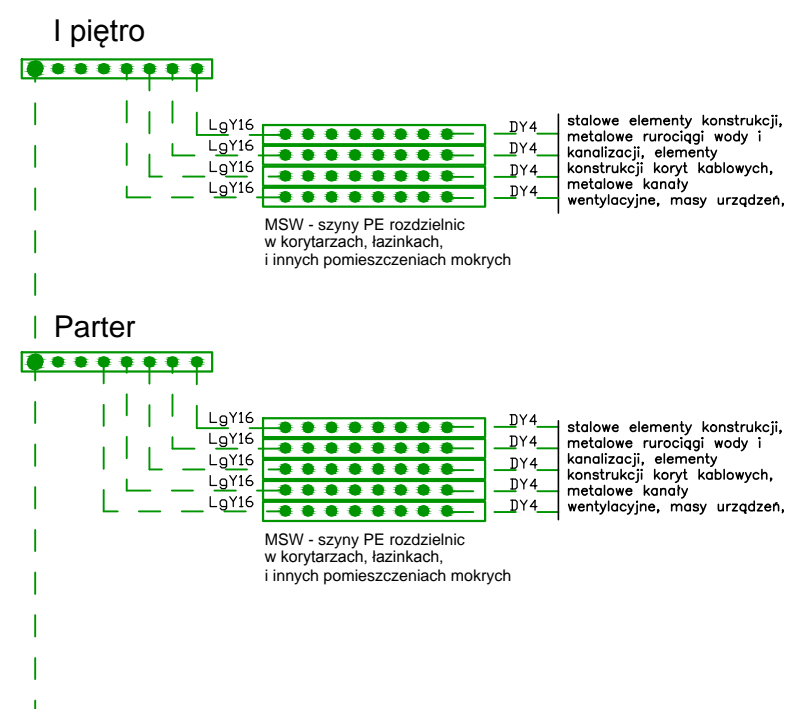 I piętro
LgY16
LgY16
LgY16
LgY16
DY4
DY4
DY4
DY4
stalowe elementy konstrukcji,
metalowe rurociągi wody i
kanalizacji, elementy
konstrukcji koryt kablowych,
metalowe kanały
wentylacyjne, masy urządzeń,
MSW - szyny PE rozdzielnic
w korytarzach, łazinkach,
i innych pomieszczeniach mokrych
Parter
LgY16
LgY16
LgY16
LgY16
LgY16
DY4
DY4
DY4
DY4
DY4
stalowe elementy konstrukcji,
metalowe rurociągi wody i
kanalizacji, elementy
konstrukcji koryt kablowych,
metalowe kanały
wentylacyjne, masy urządzeń,
MSW - szyny PE rozdzielnic
w korytarzach, łazinkach,
i innych pomieszczeniach mokrych